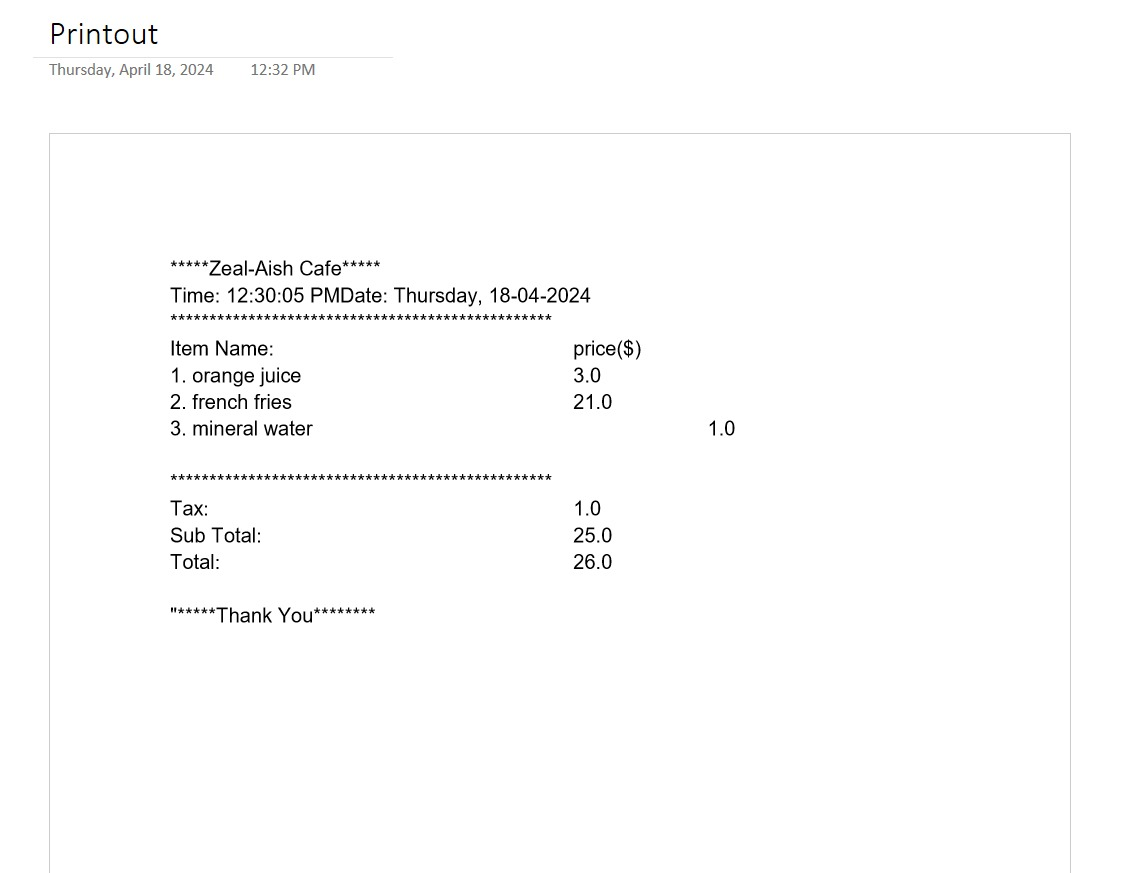 Printout
Thursday, April 18, 2024 12:32 PM
*****Zeal-Aish Cafe*****
Time: 12:30:05 PMDate: Thursday, 18-04-2024
*************************************************
Item Name: price($)
1. orange juice 3.0
2. french fries 21.0
3. mineral water 1.0
*************************************************
Tax: 1.0
Sub Total: 25.0
Total: 26.0
"*****Thank You********